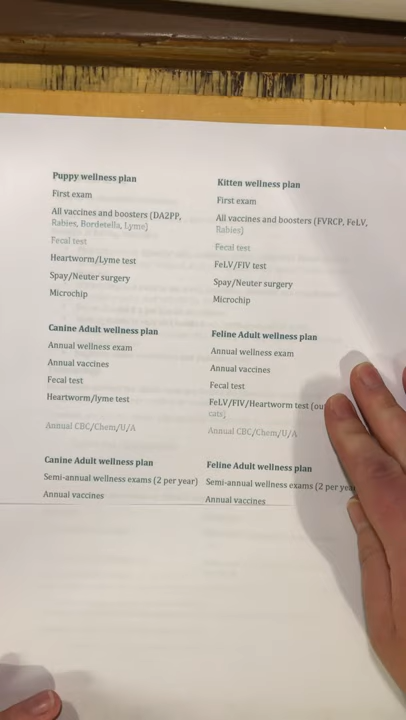 Puppy wellness plan
First exam
All vaccines and boosters (DA2PP,
Rabies, Bordetella, Lyme)
Fecal test
Heartworm/Lyme test
Spay/Neuter surgery
Microchip
Kitten wellness plan
First exam
All vaccines and boosters (FVRCP, FeLV,
Rabies)
Fecal test
FeLV/FIV test
Spay/Neuter surgery
Microchip
Canine Adult wellness plan
Annual wellness exam
Annual vaccines
Fecal test
Heartworm/lyme test
Annual CBC/Chem/U/A
Feline Adult wellness plan
Annual wellness exam
Annual vaccines
Fecal test
FeLV/FIV/Heartworm test
cats)
Annual CBC/Chem/U/A
Canine Adult wellness plan
Semi-annual wellness exams (2 per year)
Annual vaccines
Feline Adult wellness plan
Semi-annual wellness exams (2 per
Annual vaccines